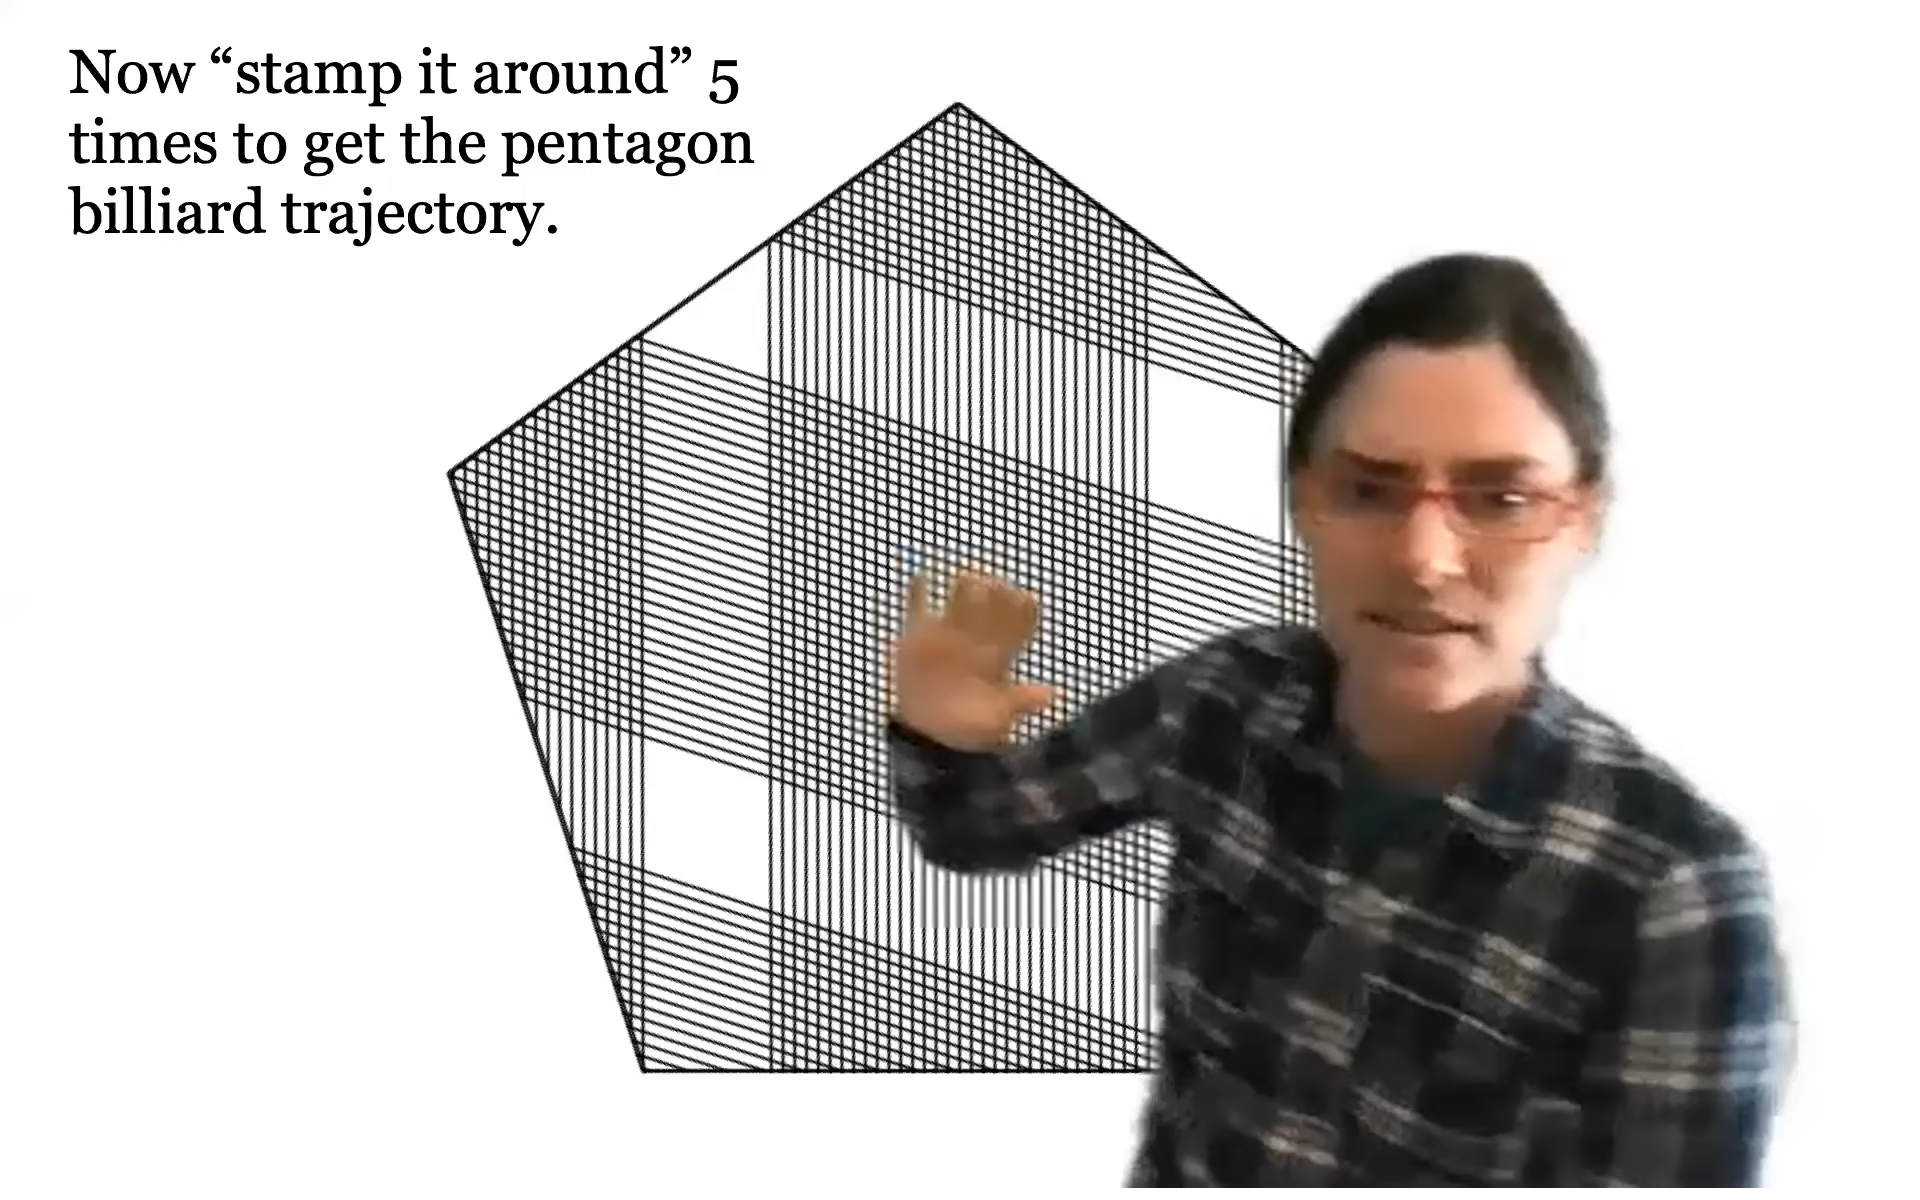 Now “stamp it around” 5
times to get the pentagon
billiard trajectory.